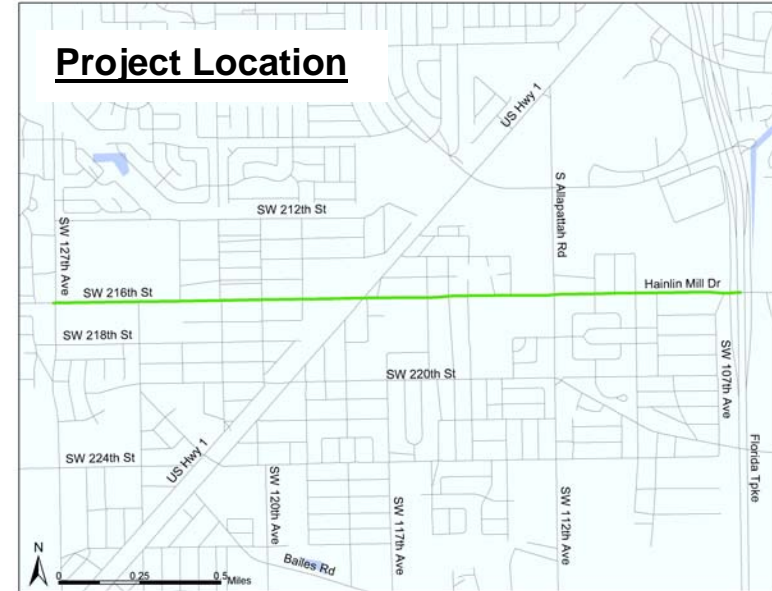 Project Location
US Hwy 1
SW 212th St
S Allapattah Rd
SW 127th Ave
SW 216th St
Hainlin Mill Dr
SW 218th St
SW 107th Ave
SW 220th St
US Hwy 1
SW 224th St
Florida Tpke
SW 120th Ave
SW 117th Ave
SW 112th Ave
Bailes Rd
N
0 0.25 0.5 Miles